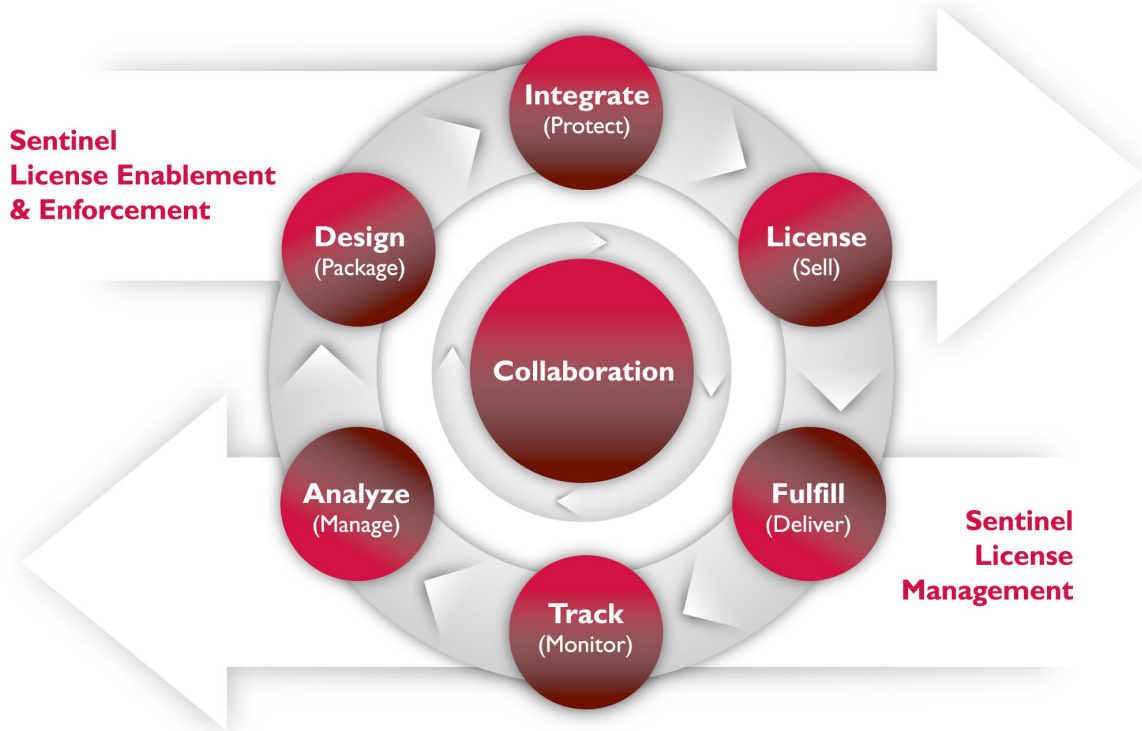 Integrate
(Protect)
Sentinel
License Enablement
& Enforcement
Design
(Package)
License
(Sell)
Collaboration
Analyze
(Manage)
Fulfill
(Deliver)
Sentinel
License
Management
Track
(Monitor)